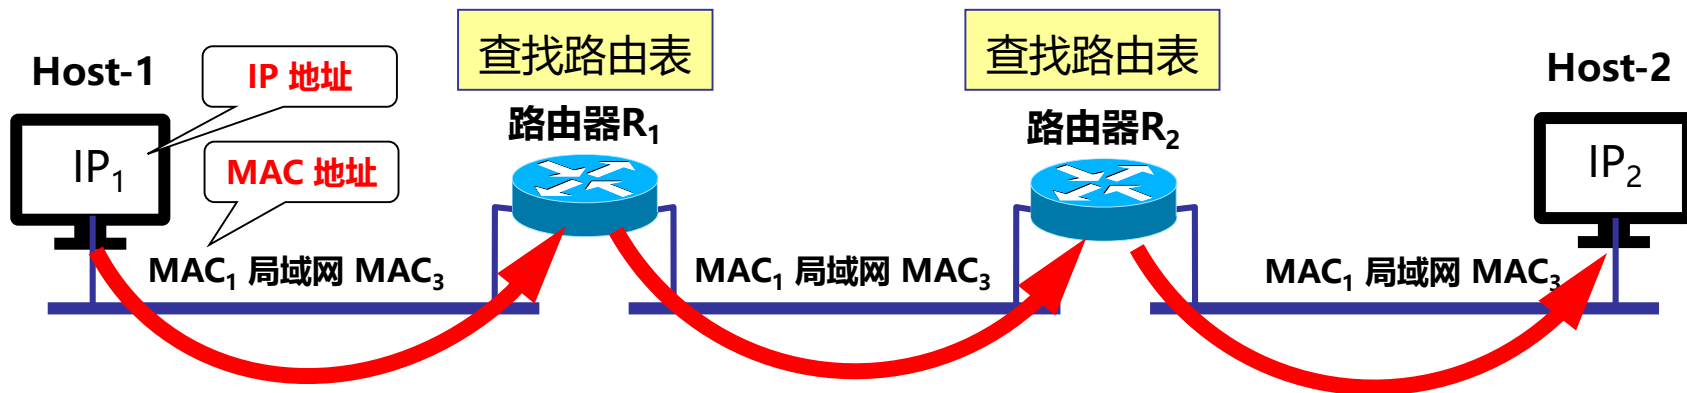 查找路由表
查找路由表
Host-1
IP 地址
Host-2
路由器R₁
路由器R₂
IP₁
MAC 地址
IP₂
MAC₁ 局域网 MAC₃
MAC₁ 局域网 MAC₃
MAC₁ 局域网 MAC₃